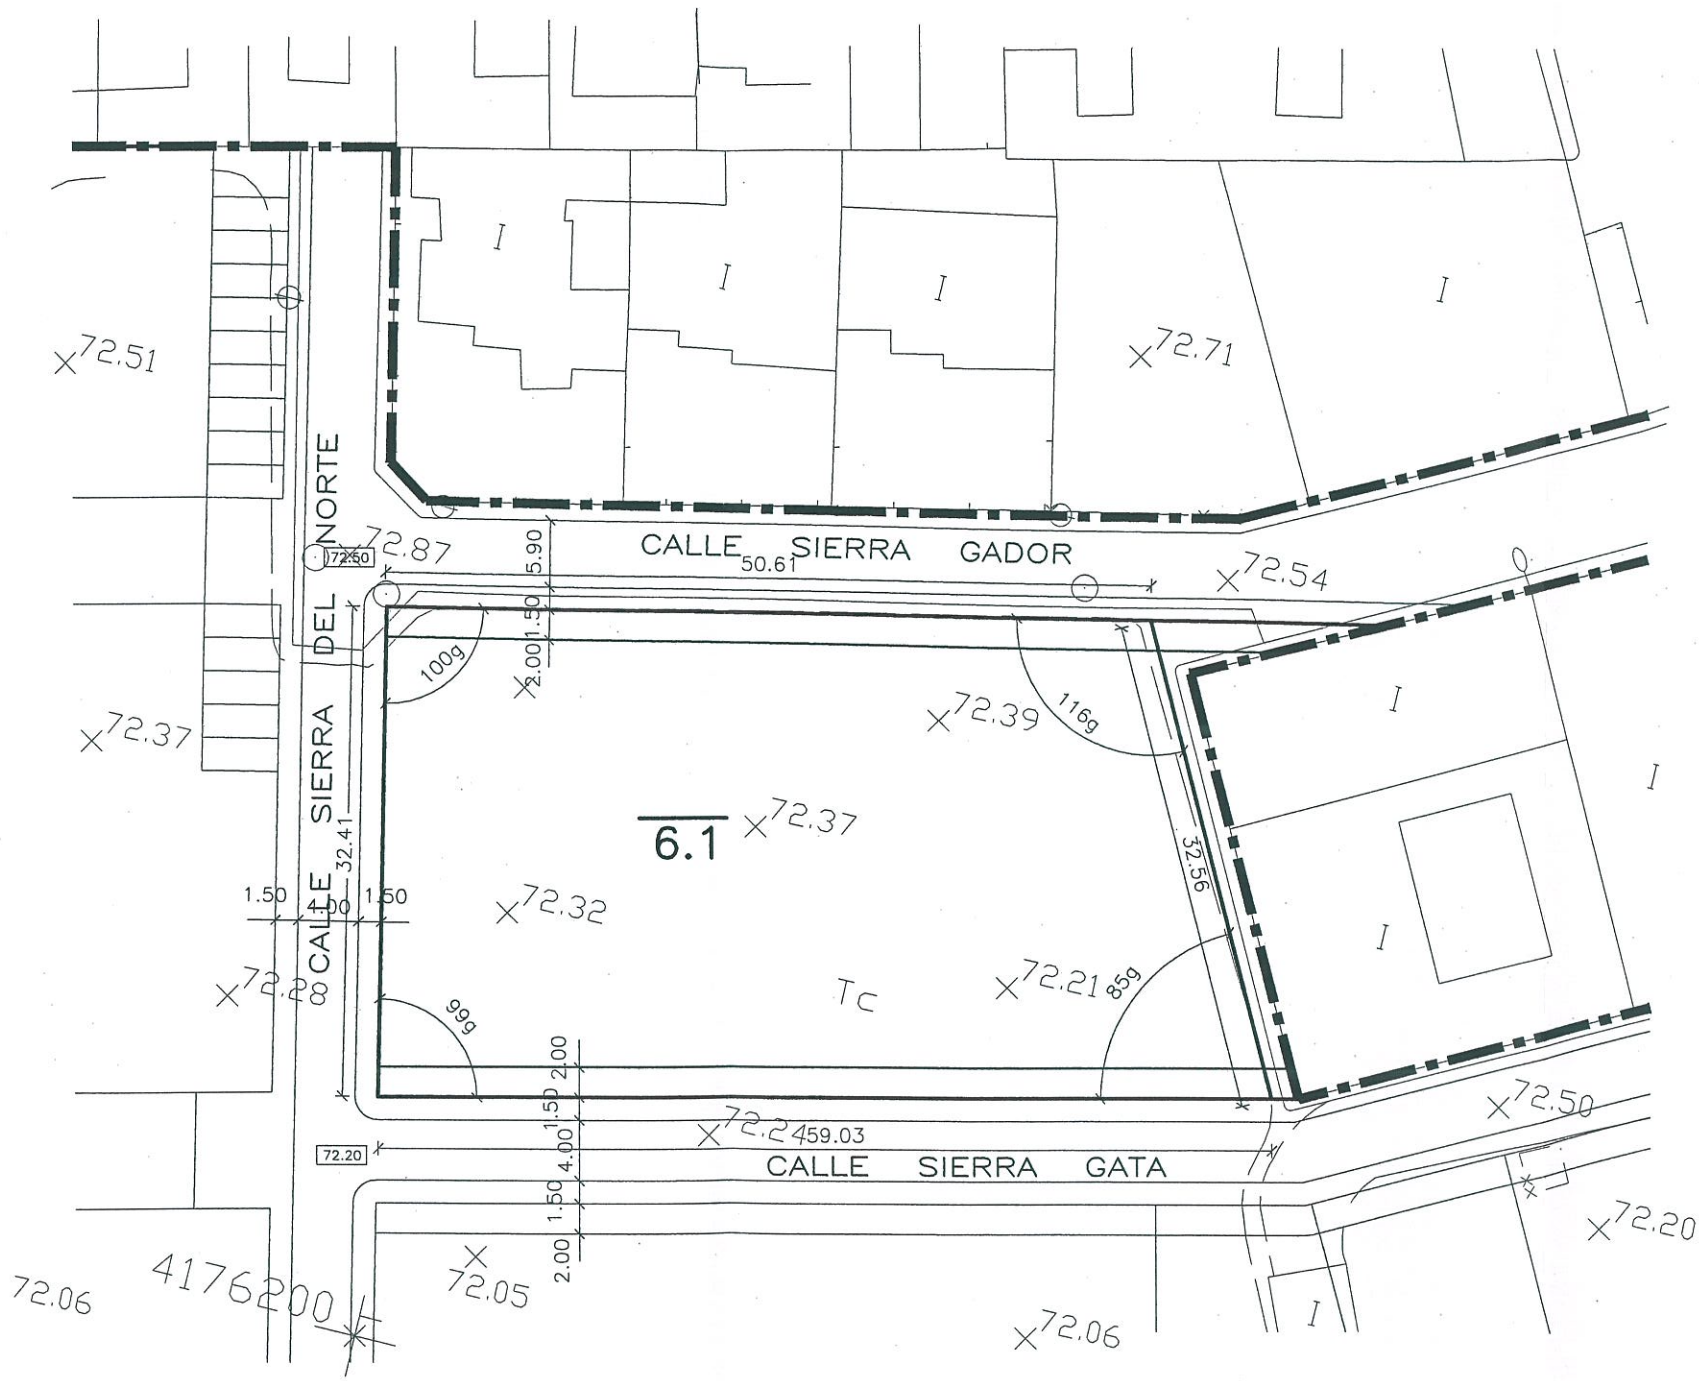 I
I
I
I
72.51
72.71
CALLE SIERRA DEL NORTE
72.87
72.50
5.90
CALLE SIERRA GADOR
50.61
72.54
1.50
2.00
100g
116g
72.39
I
72.37
I
6.1
72.37
32.41
32.56
1.50
4.00
1.50
72.32
I
72.28
72.21
85g
Tc
99g
2.00
1.50
72.24
59.03
72.50
72.20
4.00
CALLE SIERRA GATA
1.50
72.20
2.00
4176200
72.06
72.05
72.06
I